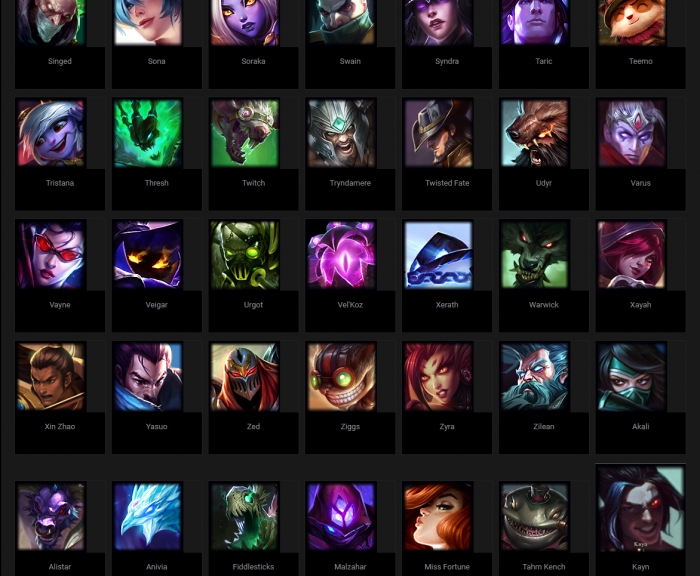 Singed Sona Soraka Swain Syndra Taric Teemo
Tristana Thresh Twitch Tryndamere Twisted Fate Udyr Varus
Vayne Veigar Urgot Vel'Koz Xerath Warwick Xayah
Xin Zhao Yasuo Zed Ziggs Zyra Zilean Akali
Kayn
Alistar Anivia Fiddlesticks Malzahar Miss Fortune Tahm Kench Kayn